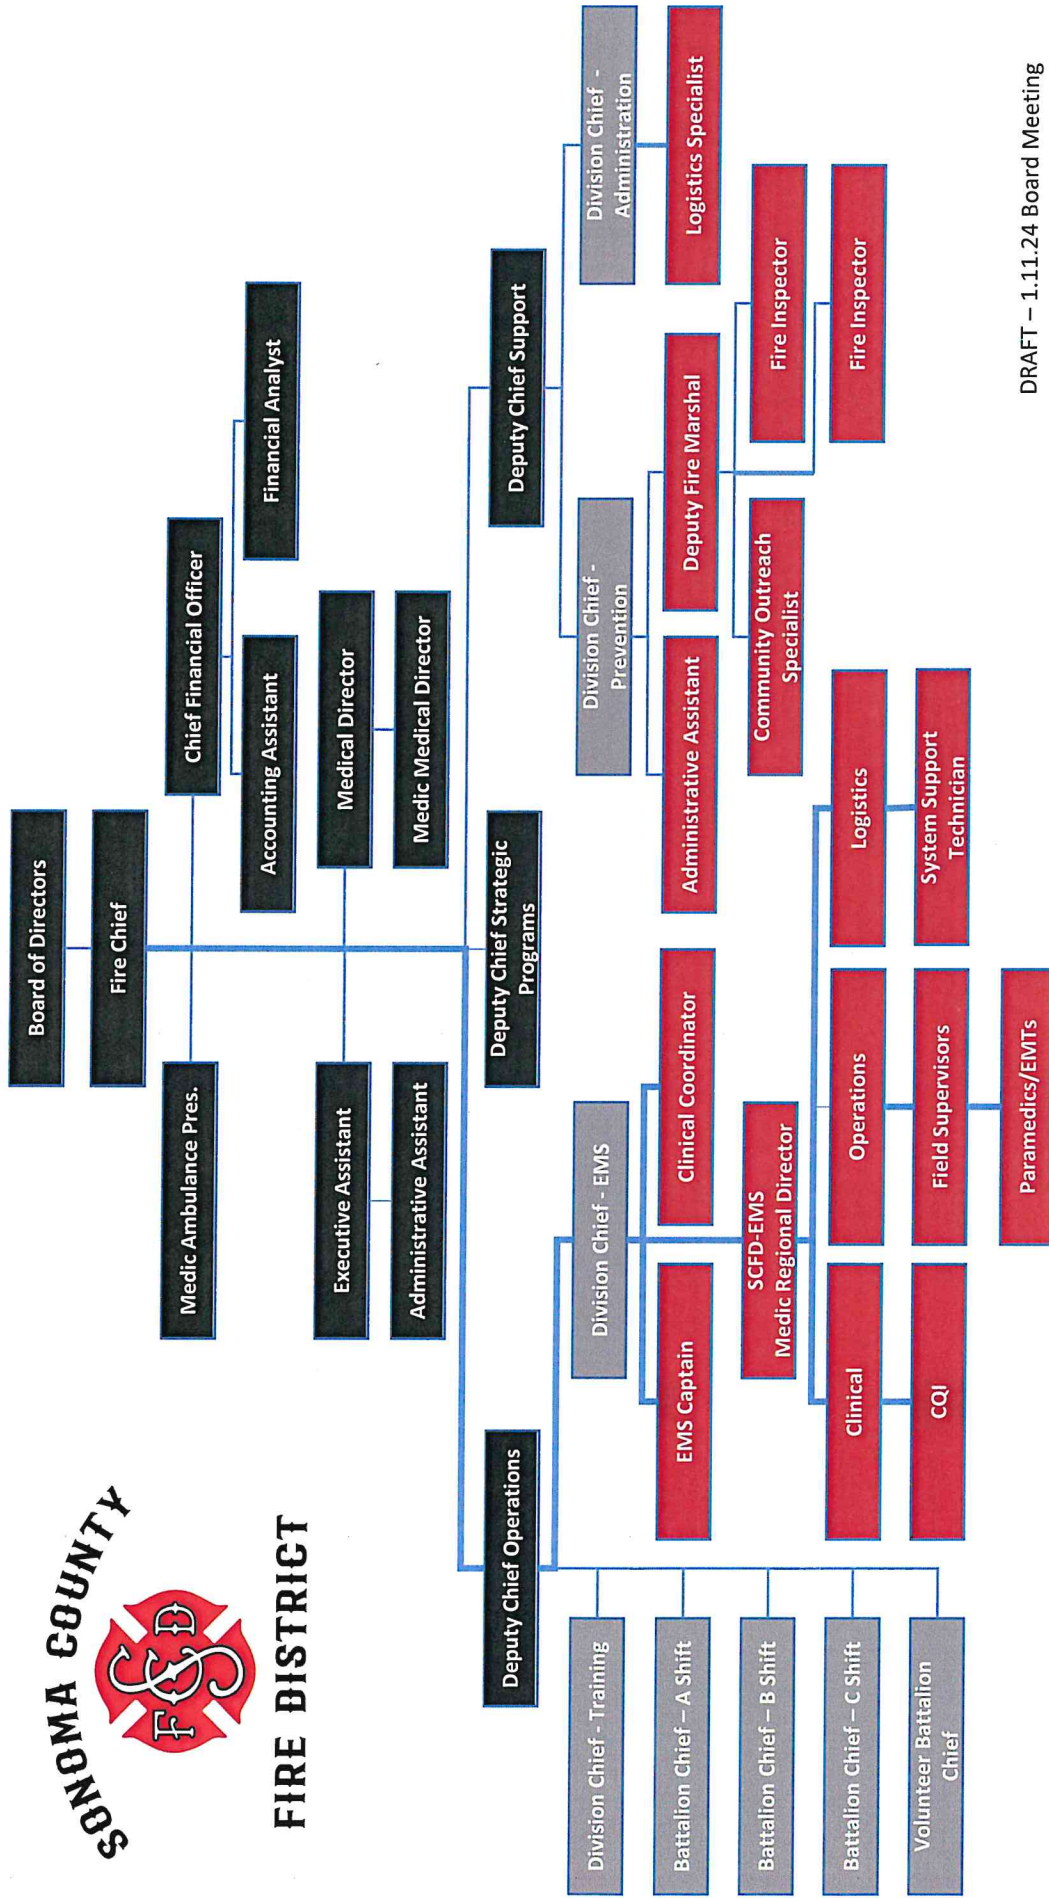 SONOMA COUNTY
FCSD
FIRE DISTRICT
Board of Directors
Fire Chief
Medic Ambulance Pres.
Chief Financial Officer
Accounting Assistant
Financial Analyst
Executive Assistant
Medical Director
Administrative Assistant
Medic Medical Director
Deputy Chief Operations
Deputy Chief Strategic
Programs
Deputy Chief Support
Division Chief - Training
Battalion Chief – A Shift
Battalion Chief – B Shift
Battalion Chief – C Shift
Volunteer Battalion
Chief
Division Chief - EMS
EMS Captain
Clinical Coordinator
SCFD-EMS
Medic Regional Director
Clinical
CQI
Operations
Field Supervisors
Paramedics/EMTs
Logistics
System Support
Technician
Division Chief -
Prevention
Administrative Assistant
Deputy Fire Marshal
Community Outreach
Specialist
Fire Inspector
Fire Inspector
Division Chief -
Administration
Logistics Specialist
DRAFT – 1.11.24 Board Meeting